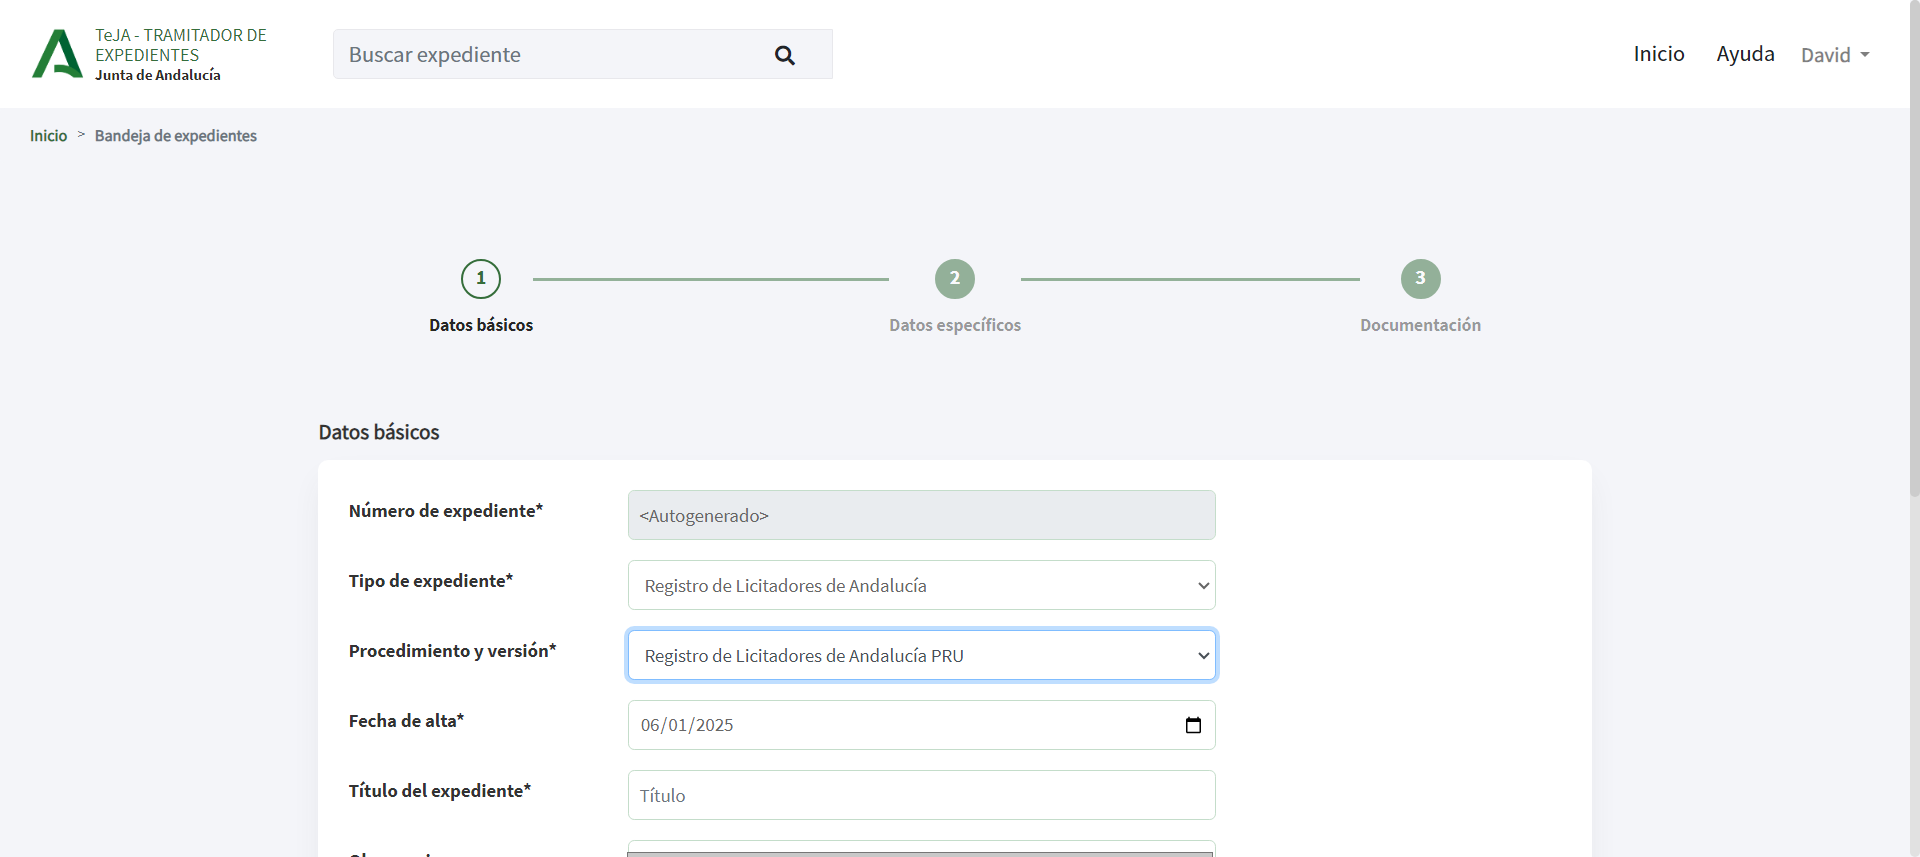 TeJA - TRAMITADOR DE
EXPEDIENTES
Junta de Andalucía
Buscar expediente
Inicio
Ayuda
David
Inicio > Bandeja de expedientes
1
2
3
Datos básicos
Datos específicos
Documentación
Datos básicos
Número de expediente*
<Autogenerado>
Tipo de expediente*
Registro de Licitadores de Andalucía
Procedimiento y versión*
Registro de Licitadores de Andalucía PRU
Fecha de alta*
06/01/2025
Título del expediente*
Título